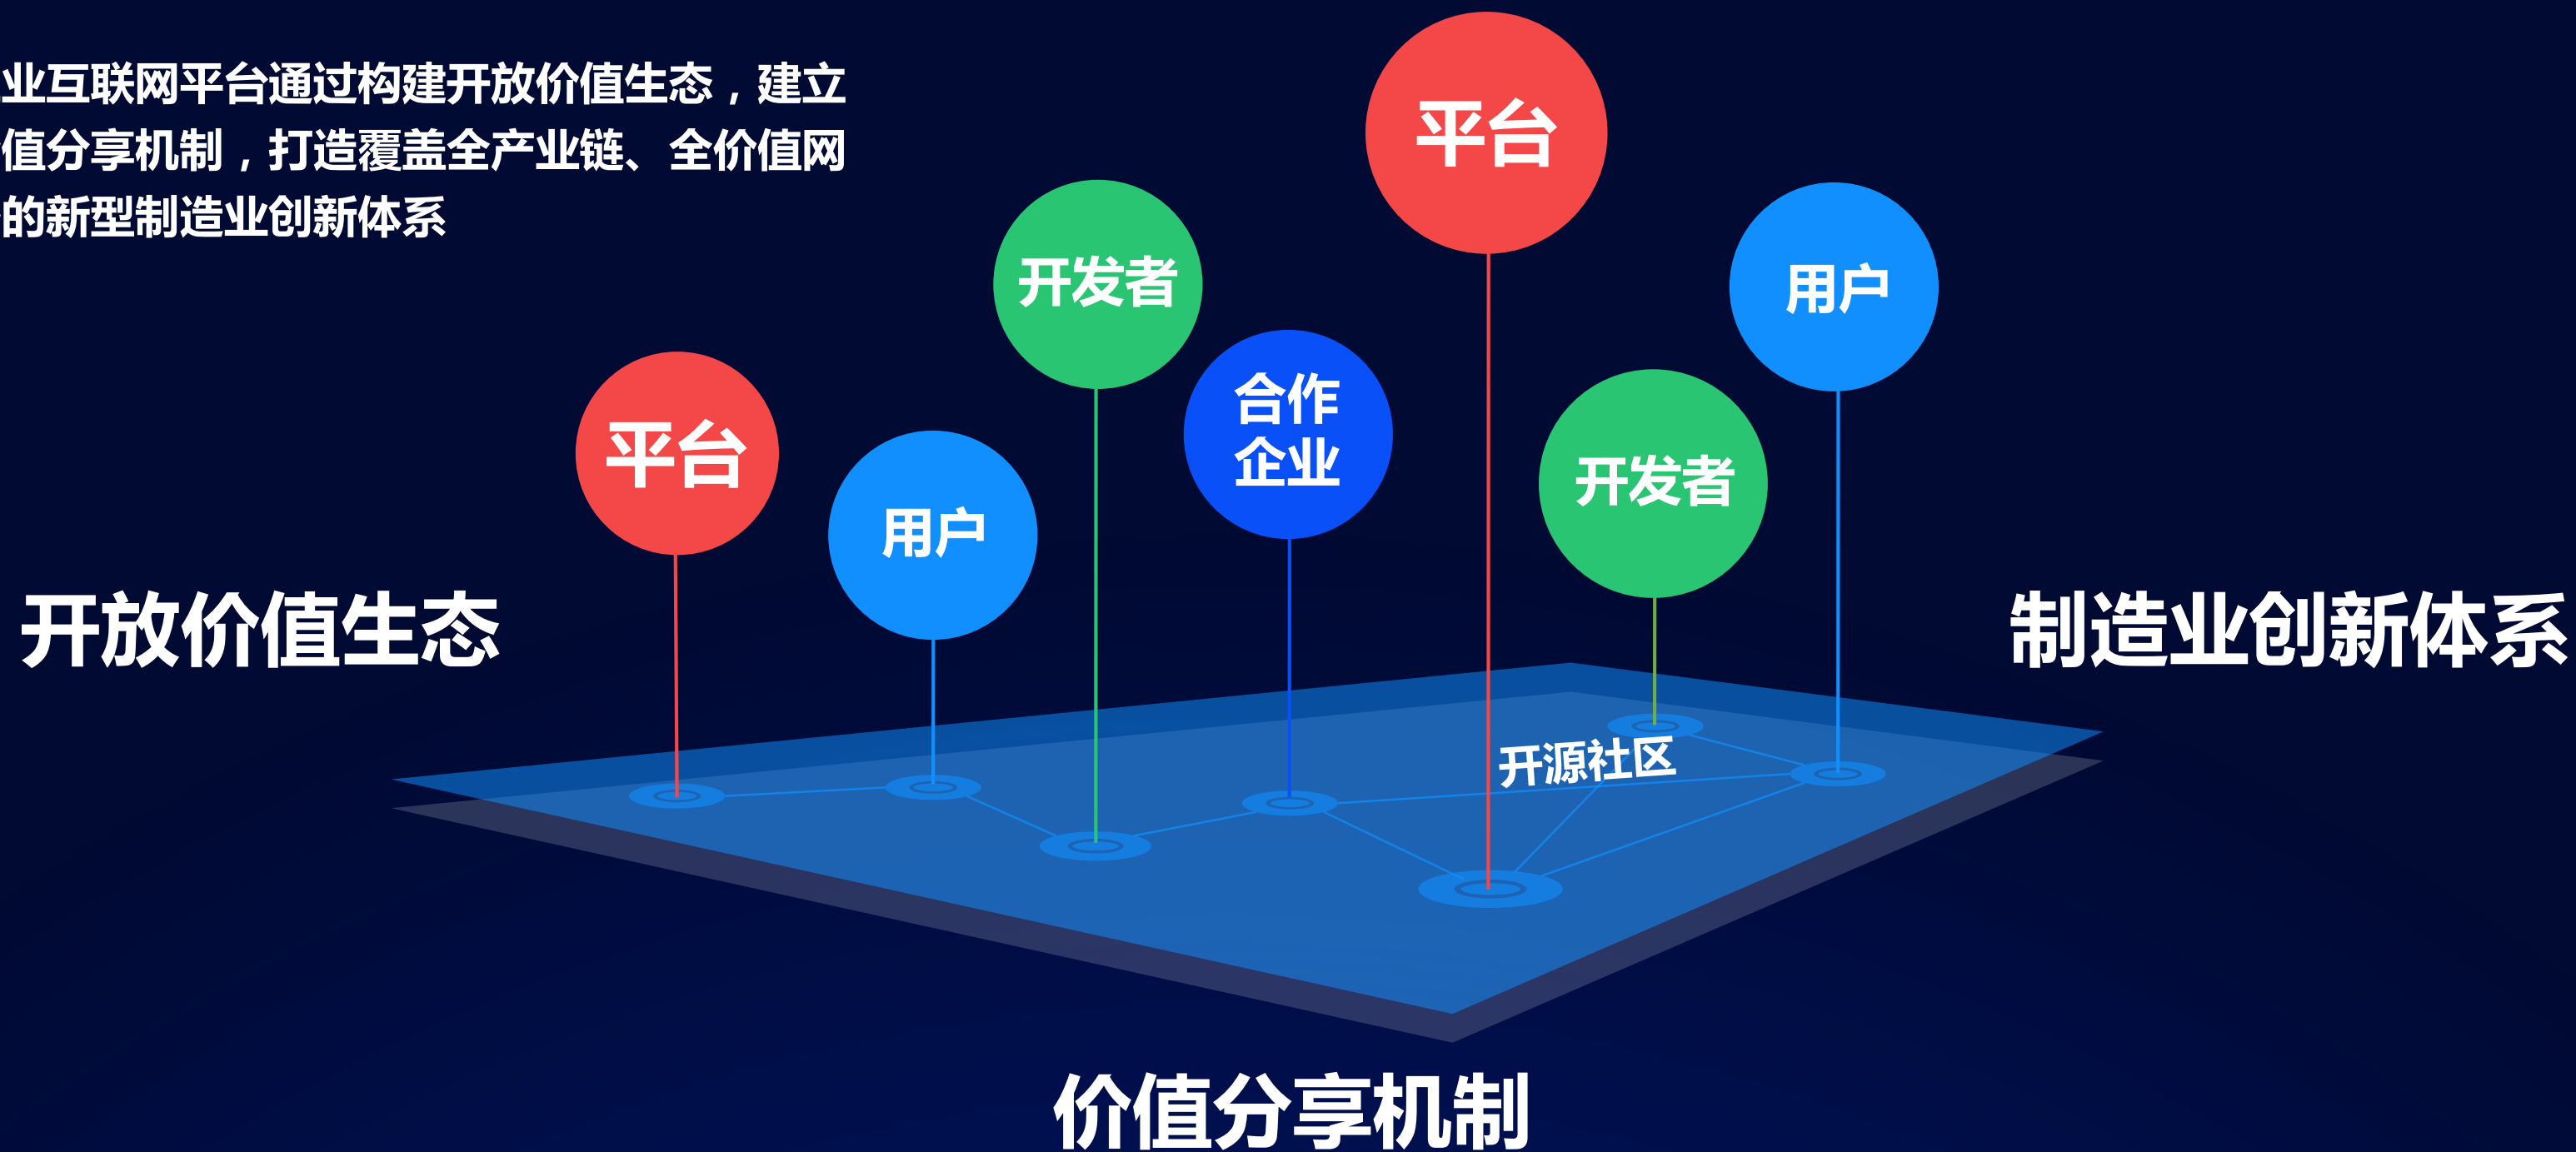 业互联网平台通过构建开放价值生态，建立
值分享机制，打造覆盖全产业链、全价值网
的新型制造业创新体系
平台
开发者
用户
平台
合作
企业
开发者
用户
开放价值生态
制造业创新体系
开源社区
价值分享机制